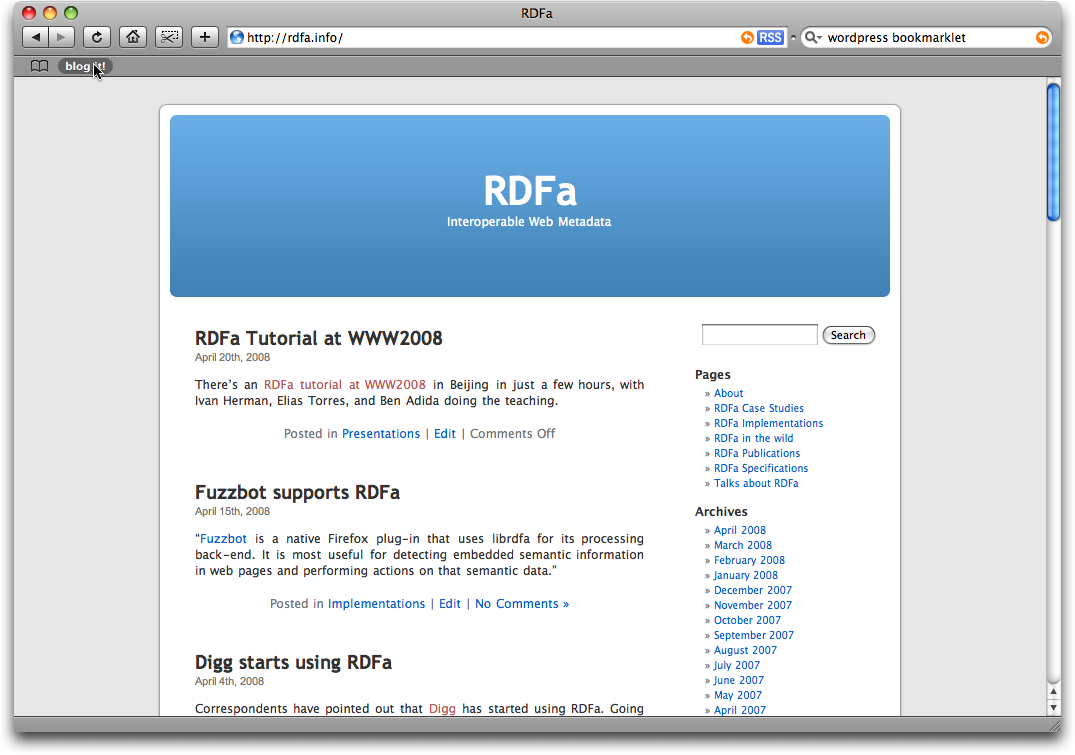 RDFa
http://rdfa.info/
RSS
wordpress bookmarklet
blog it!
RDFa
Interoperable Web Metadata
RDFa Tutorial at WWW2008
April 20th, 2008
There's an RDFa tutorial at WWW2008 in Beijing in just a few hours, with
Ivan Herman, Elias Torres, and Ben Adida doing the teaching.
Posted in Presentations | Edit | Comments Off
Fuzzbot supports RDFa
April 15th, 2008
"Fuzzbot is a native Firefox plug-in that uses librdfa for its processing
back-end. It is most useful for detecting embedded semantic information
in web pages and performing actions on that semantic data."
Posted in Implementations | Edit | No Comments »
Digg starts using RDFa
April 4th, 2008
Correspondents have pointed out that Digg has started using RDFa. Going
Search
Pages
» About
» RDFa Case Studies
» RDFa Implementations
» RDFa in the wild
» RDFa Publications
» RDFa Specifications
» Talks about RDFa
Archives
» April 2008
» March 2008
» February 2008
» January 2008
» December 2007
» November 2007
» October 2007
» September 2007
» August 2007
» July 2007
» June 2007
» May 2007
» April 2007